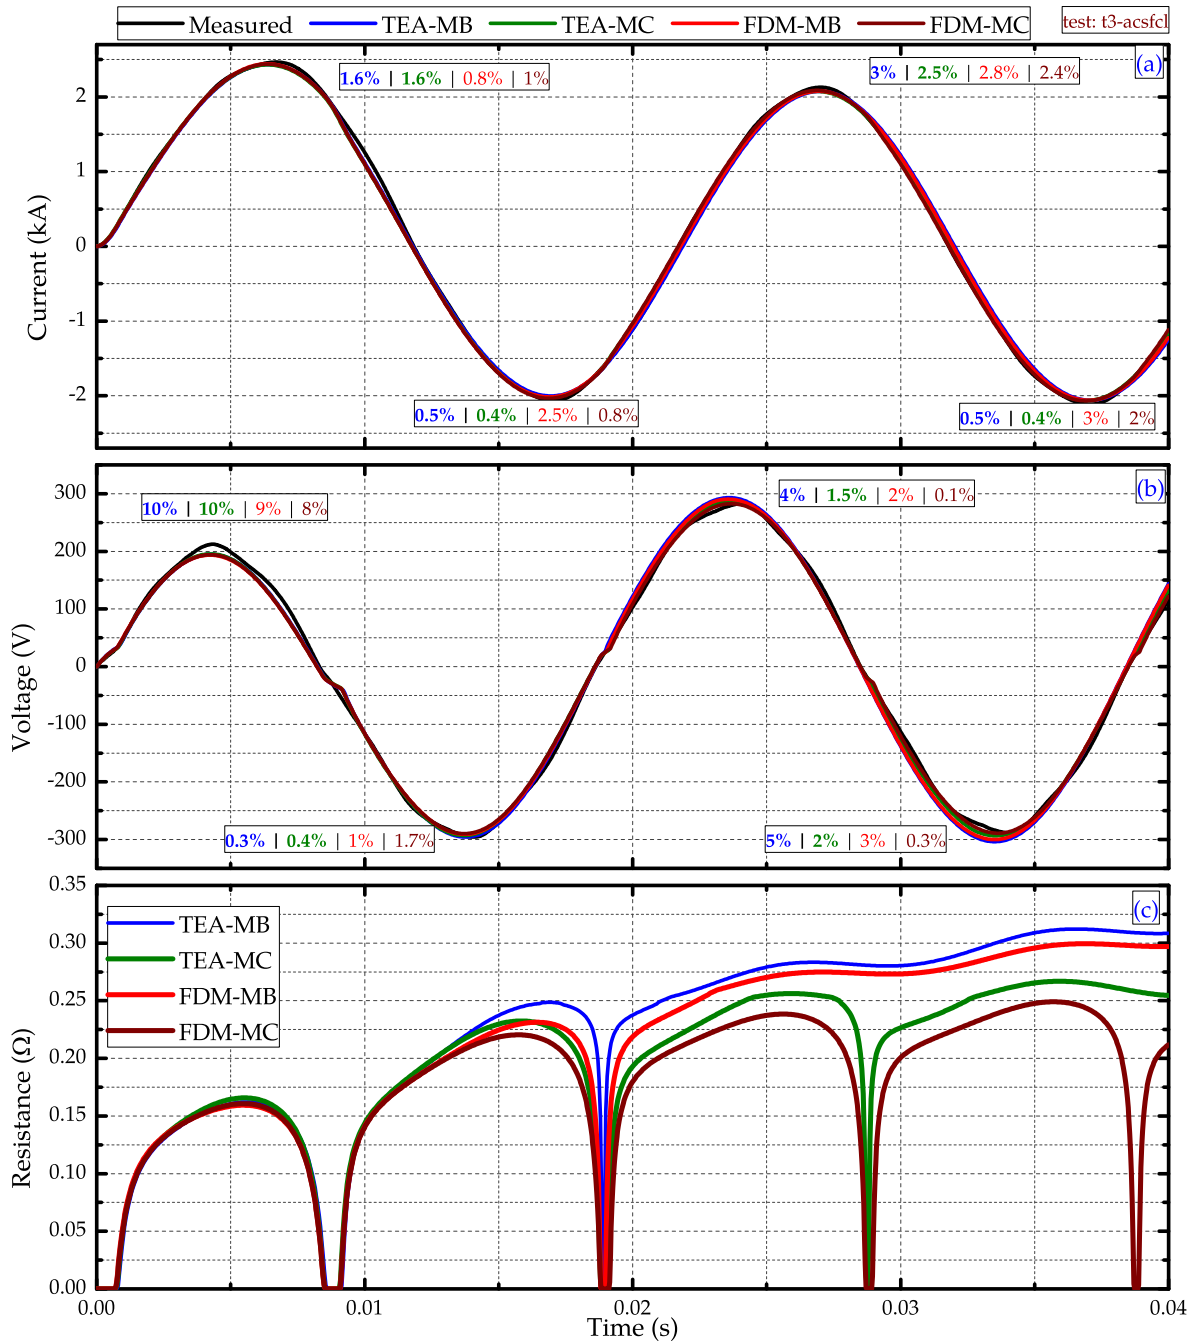 Measured TEA-MB TEA-MC FDM-MB FDM-MC
test: t3-acsfcl
(a)
1.6% | 1.6% | 0.8% | 1%
3% | 2.5% | 2.8% | 2.4%
2
1
0
-1
-2
Current (kA)
0.5% | 0.4% | 2.5% | 0.8%
0.5% | 0.4% | 3% | 2%
(b)
10% | 10% | 9% | 8%
4% | 1.5% | 2% | 0.1%
300
200
100
0
-100
-200
-300
Voltage (V)
0.3% | 0.4% | 1% | 1.7%
5% | 2% | 3% | 0.3%
(c)
TEA-MB
TEA-MC
FDM-MB
FDM-MC
0.35
0.30
0.25
0.20
0.15
0.10
0.05
0.00
Resistance (Ω)
0.00 0.01 0.02 0.03 0.04
Time (s)